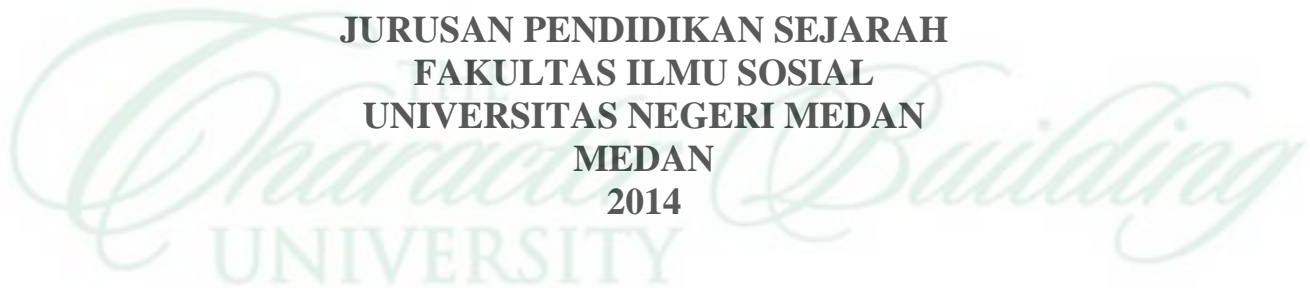 JURUSAN PENDIDIKAN SEJARAH
FAKULTAS ILMU SOSIAL
UNIVERSITAS NEGERI MEDAN
MEDAN
2014
Character Building
UNIVERSITY